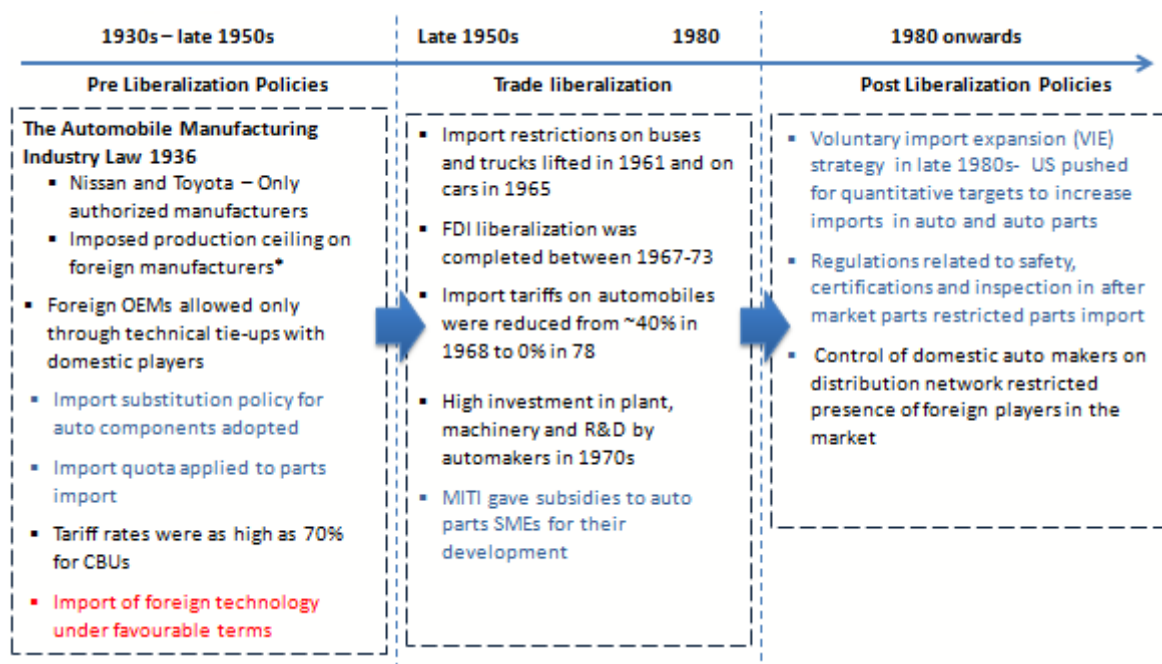 1930s – late 1950s
Late 1950s
1980
1980 onwards
Pre Liberalization Policies
Trade liberalization
Post Liberalization Policies
The Automobile Manufacturing
Industry Law 1936
▪ Nissan and Toyota – Only
authorized manufacturers
▪ Imposed production ceiling on
foreign manufacturers*
▪ Foreign OEMs allowed only
through technical tie-ups with
domestic players
▪ Import substitution policy for
auto components adopted
▪ Import quota applied to parts
import
▪ Tariff rates were as high as 70%
for CBUs
▪ Import of foreign technology
under favourable terms
▪ Import restrictions on buses
and trucks lifted in 1961 and on
cars in 1965
▪ FDI liberalization was
completed between 1967-73
▪ Import tariffs on automobiles
were reduced from ~40% in
1968 to 0% in 78
▪ High investment in plant,
machinery and R&D by
automakers in 1970s
▪ MITI gave subsidies to auto
parts SMEs for their
development
▪ Voluntary import expansion (VIE)
strategy in late 1980s- US pushed
for quantitative targets to increase
imports in auto and auto parts
▪ Regulations related to safety,
certifications and inspection in after
market parts restricted parts import
▪ Control of domestic auto makers on
distribution network restricted
presence of foreign players in the
market